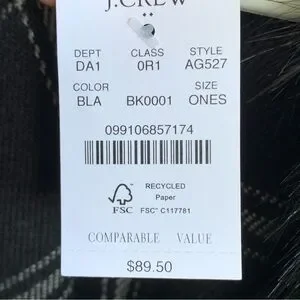 J.CREW
DEPT CLASS STYLE
DA1 0R1 AG527
COLOR SIZE
BLA BK0001 ONES
099106857174
RECYCLED
Paper
FSC FSC™ C117781
COMPARABLE VALUE
$89.50